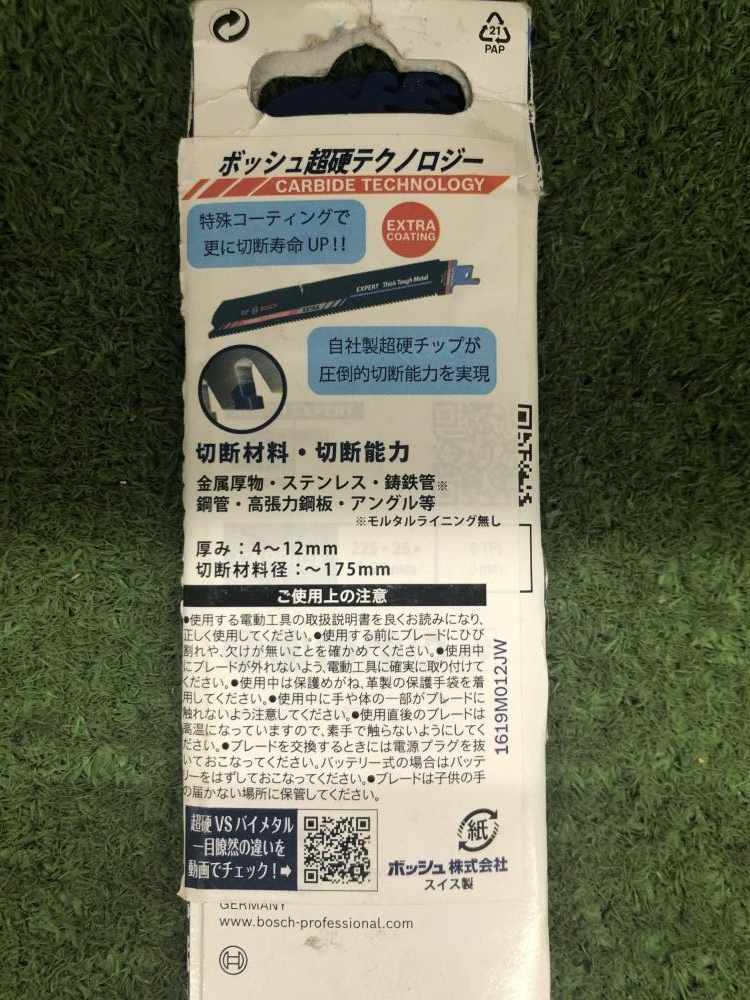 21
PAP
ボッシュ超硬テクノロジー
CARBIDE TECHNOLOGY
特殊コーティングで
更に切断寿命UP!!
EXTRA
COATING
BOSCH
EXTRA
EXPERT Thick Tough Metal
自社製超硬チップが
圧倒的切断能力を実現
EXPERT
切断材料・切断能力
金属厚物・ステンレス・鋳鉄管※
鋼管・高張力鋼板・アングル等
※モルタルライニング無し
厚み：4〜12mm
切断材料径：〜175mm
ご使用上の注意
●使用する電動工具の取扱説明書を良くお読みになり、
正しく使用してください。●使用する前にブレードにひび
割れや、欠けが無いことを確かめてください。●使用中
にブレードが外れないよう、電動工具に確実に取り付けて
ください。●使用中は保護めがね、革製の保護手袋を着
用してください。●使用中に手や体の一部がブレードに
触れないよう注意してください。●使用直後のブレードは
高温になっていますので、素手で触らないようにしてく
ださい。●ブレードを交換するときには電源プラグを抜
いておこなってください。バッテリー式の場合はバッテ
リーをはずしておこなってください。●ブレードは子供の手
の届かない場所に保管してください。
1619M012JW
超硬VSバイメタル
一目瞭然の違いを
動画でチェック！➡
紙
ボッシュ株式会社
スイス製
GERMANY
www.bosch-professional.com